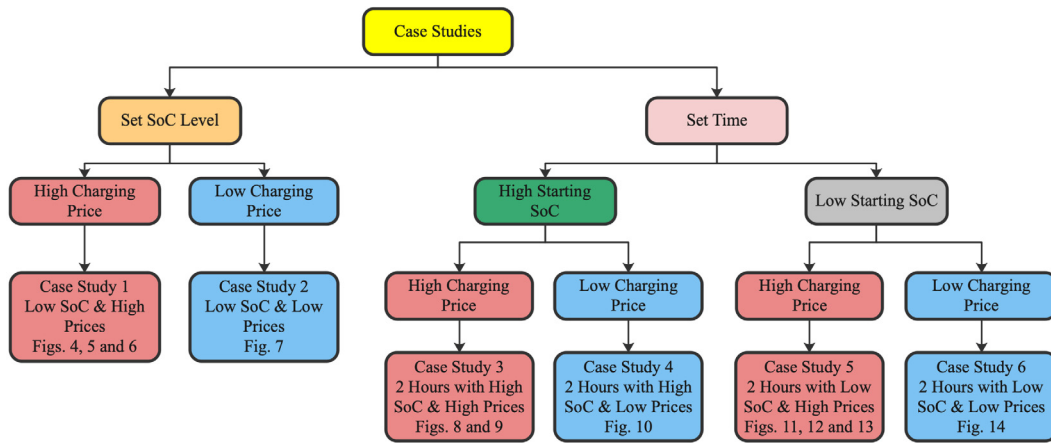 Case Studies
Set SoC Level
Set Time
High Charging
Price
Low Charging
Price
High Starting
SoC
Low Starting SoC
Case Study 1
Low SoC & High
Prices
Figs. 4, 5 and 6
Case Study 2
Low SoC & Low
Prices
Fig. 7
High Charging
Price
Low Charging
Price
High Charging
Price
Low Charging
Price
Case Study 3
2 Hours with High
SoC & High Prices
Figs. 8 and 9
Case Study 4
2 Hours with High
SoC & Low Prices
Fig. 10
Case Study 5
2 Hours with Low
SoC & High Prices
Figs. 11, 12 and 13
Case Study 6
2 Hours with Low
SoC & Low Prices
Fig. 14